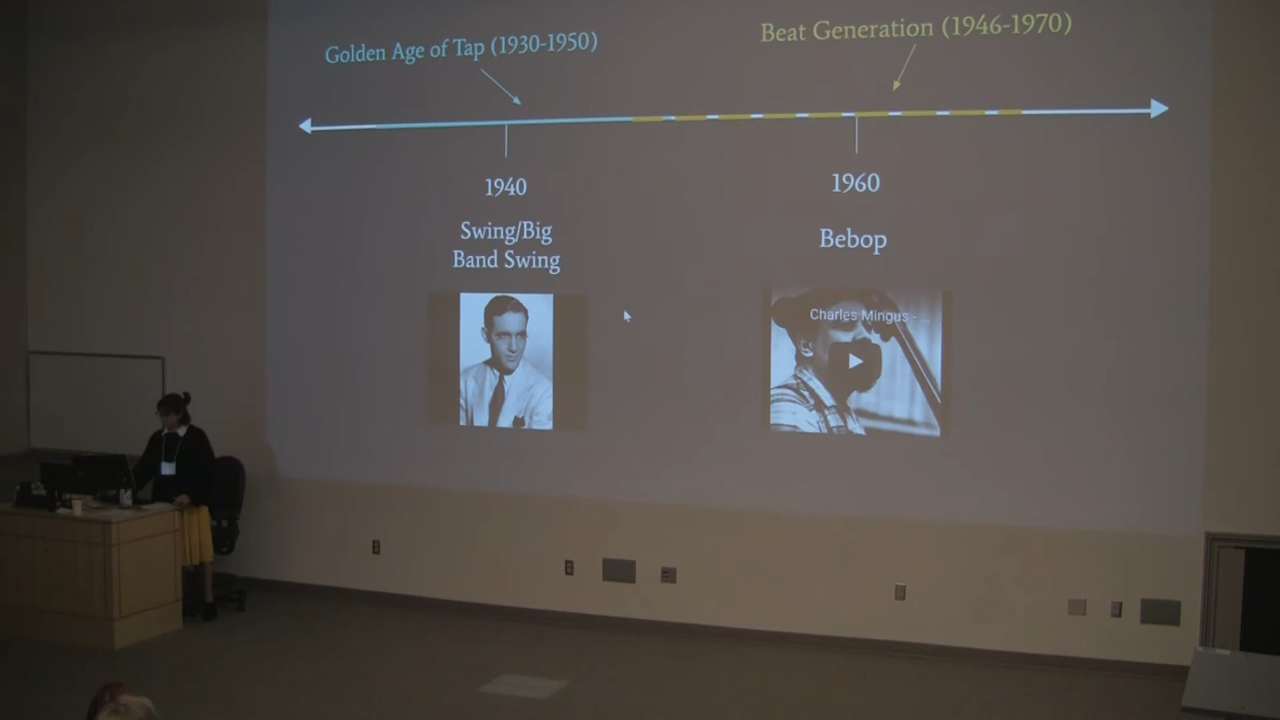 Golden Age of Tap (1930-1950)
Beat Generation (1946-1970)
1940
1960
Swing/Big
Band Swing
Bebop
Charles Mingus - ...